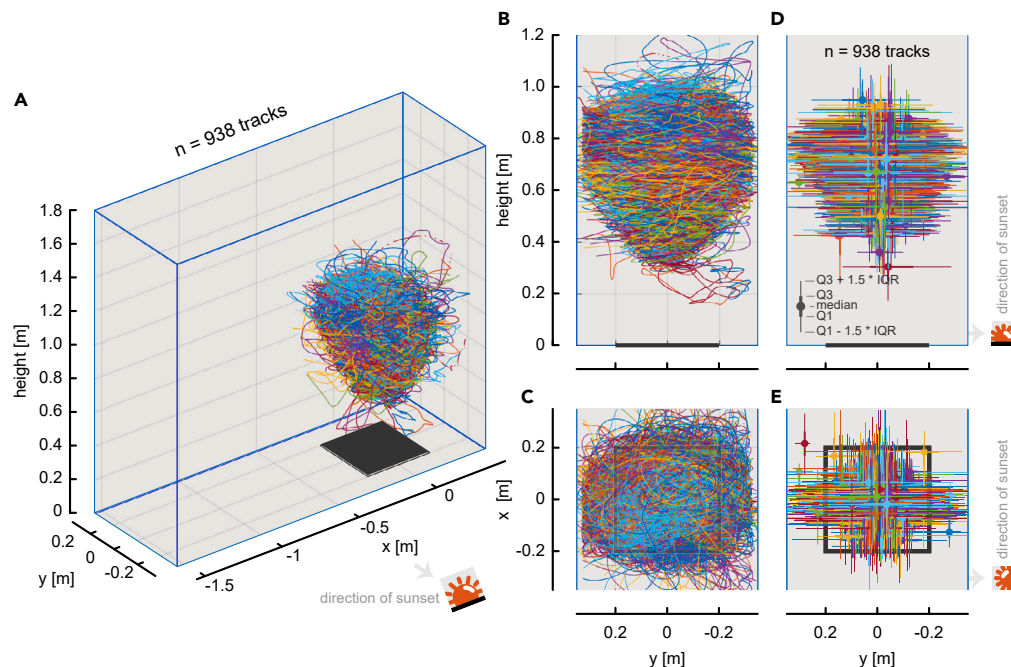 A
n = 938 tracks
height [m]
1.8
1.6
1.4
1.2
1.0
0.8
0.6
0.4
0.2
0
0.2
0
-0.2
y [m]
-1.5
-1
-0.5
0
x [m]
direction of sunset
B
height [m]
1.2
1.0
0.8
0.6
0.4
0.2
0
D
n = 938 tracks
Q3 + 1.5 * IQR
Q3
median
Q1
Q1 - 1.5 * IQR
direction of sunset
C
x [m]
0.2
0
-0.2
0.2 0 -0.2
y [m]
E
direction of sunset
0.2 0 -0.2
y [m]